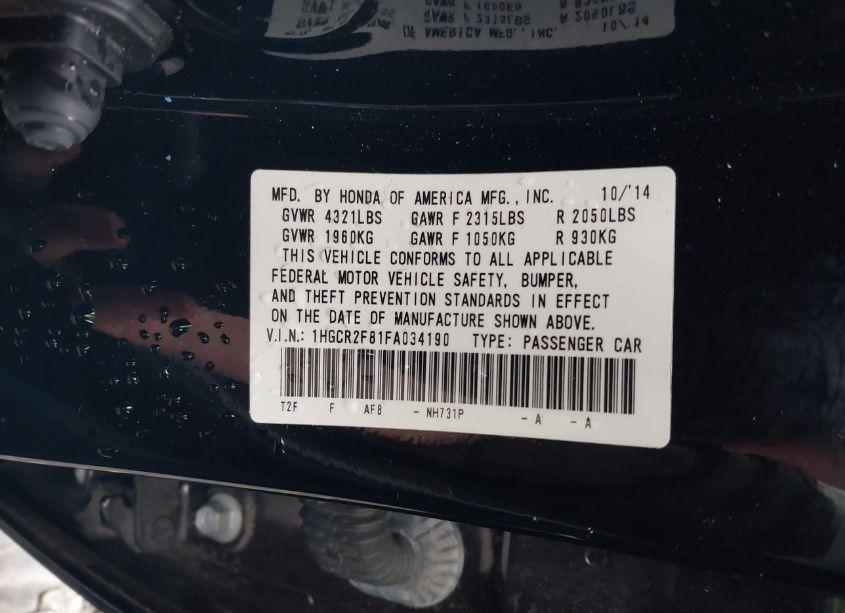 MFD. BY HONDA OF AMERICA MFG., INC. 10/'14
GVWR 4321LBS GAWR F 2315LBS R 2050LBS
GVWR 1960KG GAWR F 1050KG R 930KG
THIS VEHICLE CONFORMS TO ALL APPLICABLE
FEDERAL MOTOR VEHICLE SAFETY, BUMPER,
AND THEFT PREVENTION STANDARDS IN EFFECT
ON THE DATE OF MANUFACTURE SHOWN ABOVE.
V.I.N.: 1HGCR2F81FA034190 TYPE: PASSENGER CAR
T2F F AF8 - NH731P - A - A